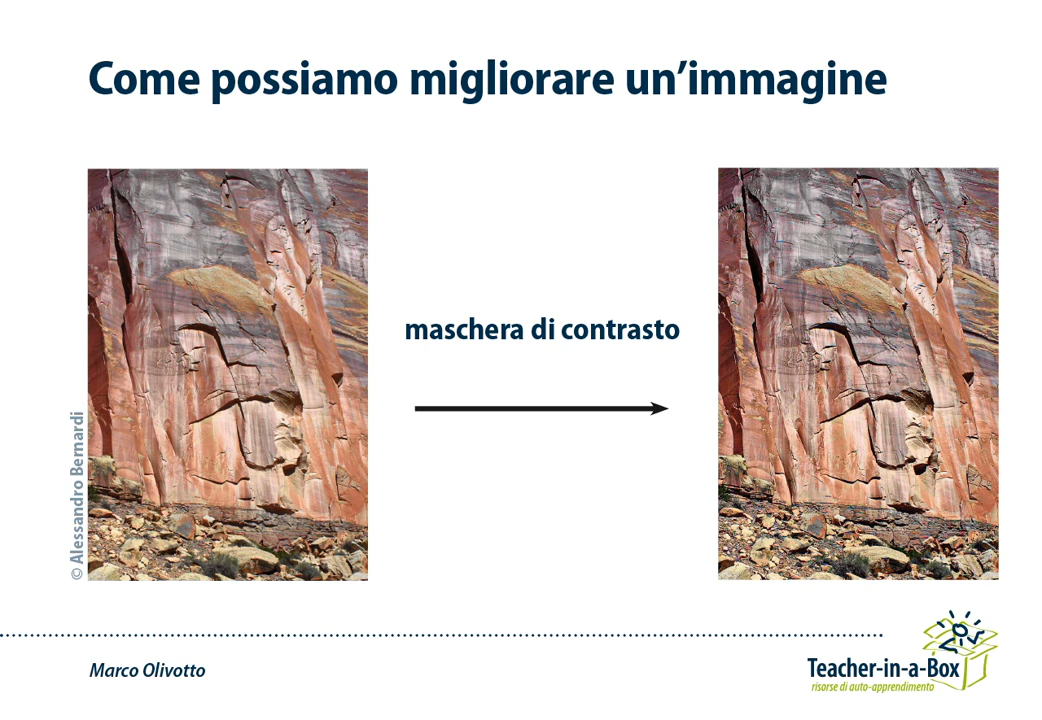 Come possiamo migliorare un’immagine
maschera di contrasto
© Alessandro Bernardi
Marco Olivotto
Teacher-in-a-Box
risorse di auto-apprendimento